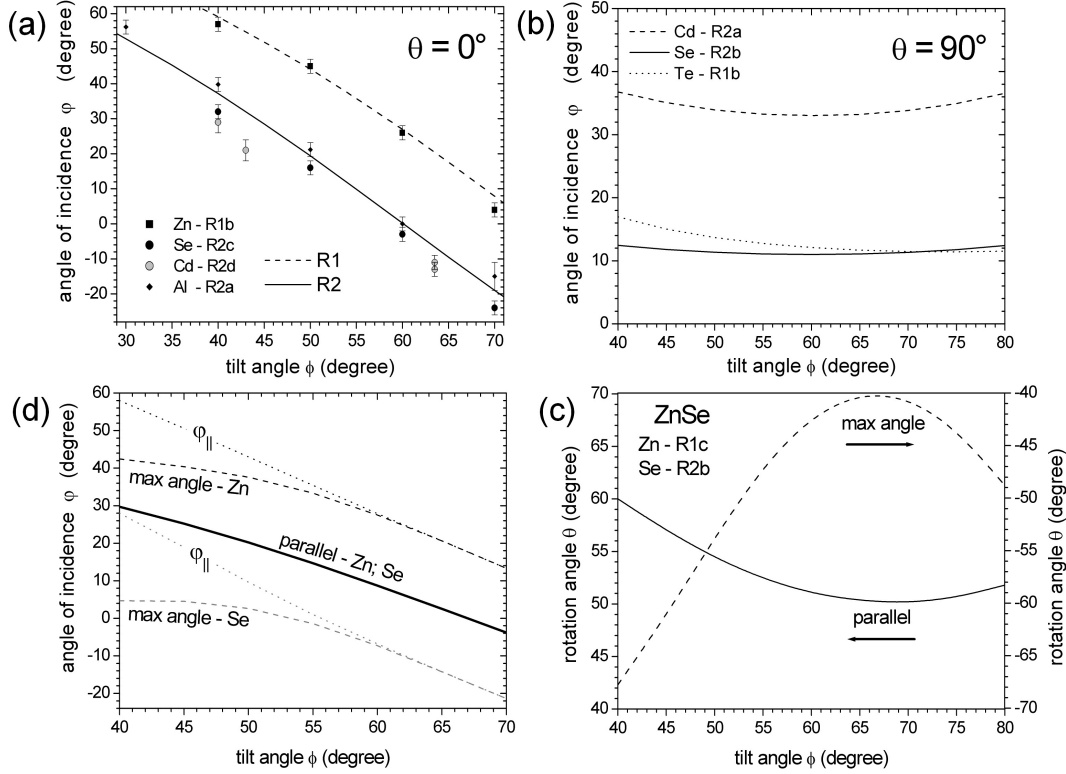 (a)
θ = 0°
angle of incidence φ (degree)
60
50
40
30
20
10
0
-10
-20
Zn - R1b
Se - R2c
Cd - R2d
Al - R2a
R1
R2
30 35 40 45 50 55 60 65 70
tilt angle ϕ (degree)
(b)
θ = 90°
angle of incidence φ (degree)
50
40
30
20
10
0
Cd - R2a
Se - R2b
Te - R1b
40 45 50 55 60 65 70 75 80
tilt angle ϕ (degree)
(d)
angle of incidence φ (degree)
60
50
40
30
20
10
0
-10
-20
φ||
max angle - Zn
parallel - Zn; Se
φ||
max angle - Se
40 45 50 55 60 65 70
tilt angle ϕ (degree)
(c)
rotation angle θ (degree)
70
65
60
55
50
45
40
ZnSe
Zn - R1c
Se - R2b
max angle
parallel
-40
-45
-50
-55
-60
-65
-70
rotation angle θ (degree)
40 45 50 55 60 65 70 75 80
tilt angle ϕ (degree)